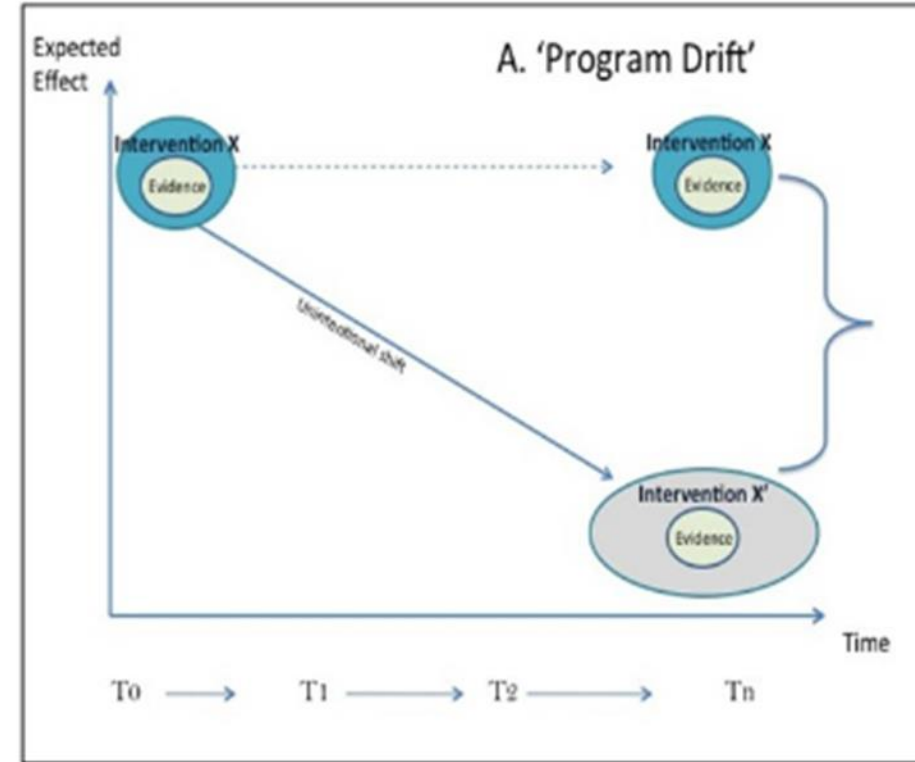 Expected
Effect
A. ‘Program Drift’
Intervention X
Evidence
Intervention X
Evidence
Unintentional shift
Intervention X'
Evidence
Time
T0
T1
T2
Tn